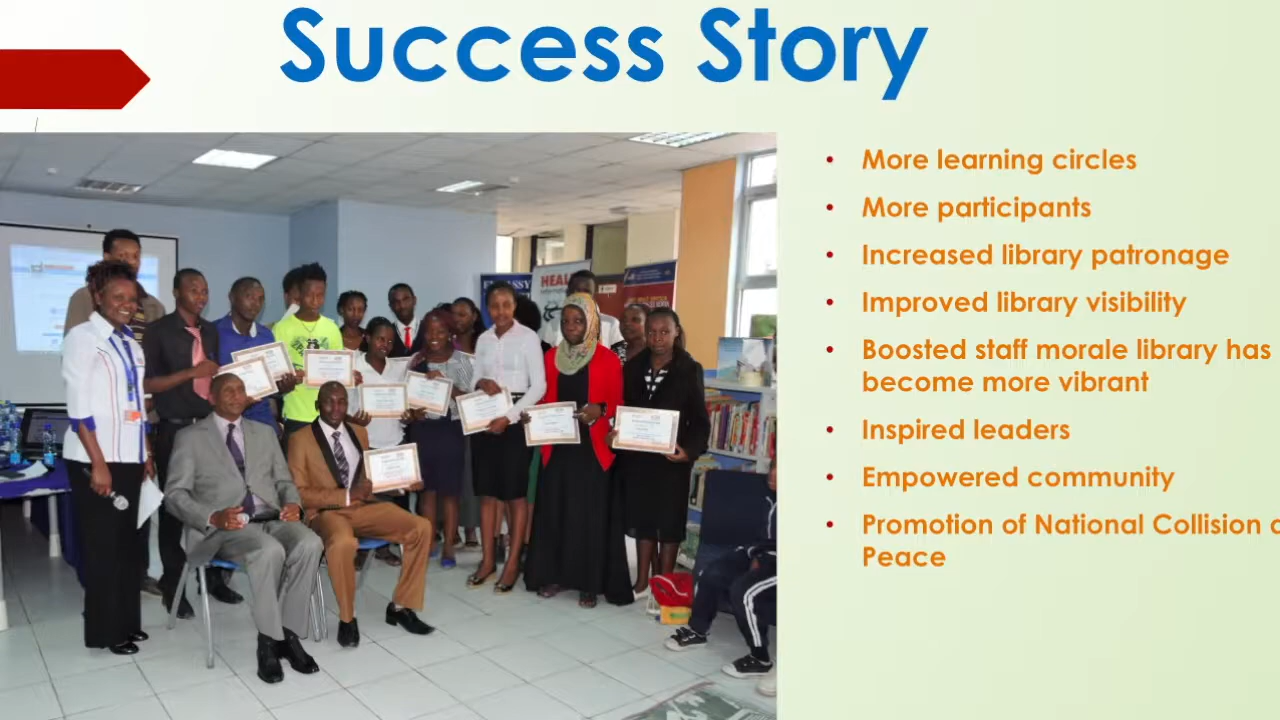 Success Story
• More learning circles
• More participants
• Increased library patronage
• Improved library visibility
• Boosted staff morale library has
become more vibrant
• Inspired leaders
• Empowered community
• Promotion of National Collision
Peace
HEAL